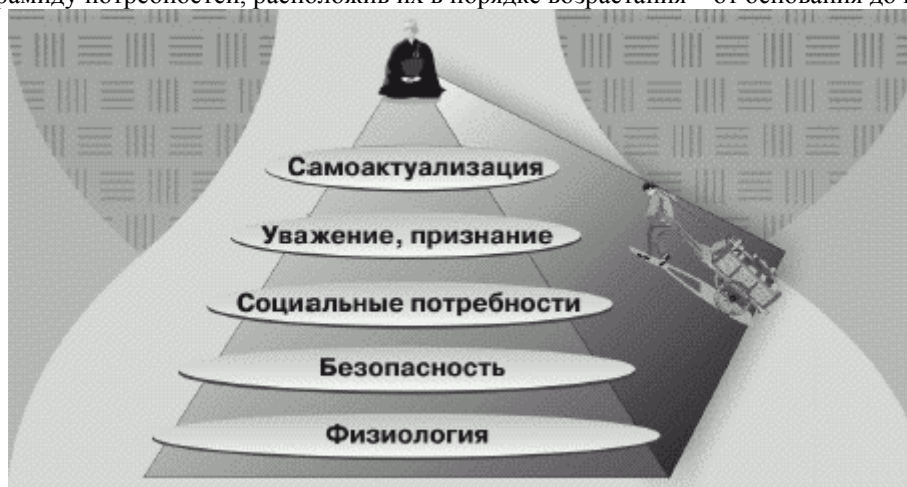 потребностей, расположив их в порядке возрастания – от основания до
Самоактуализация
Уважение, признание
Социальные потребности
Безопасность
Физиология